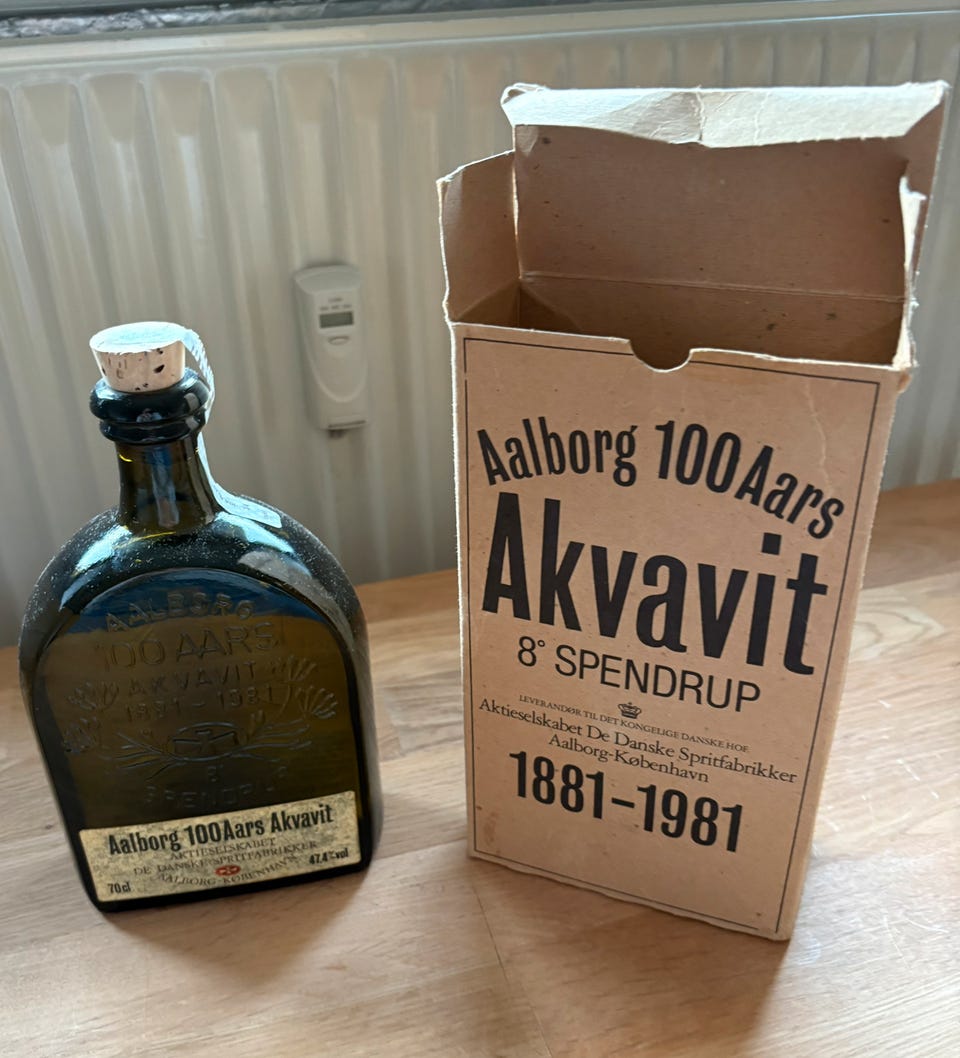 AALBORG
100 AARS
AKVAVIT
1881-1981
8°
SPENDRUP
Aalborg 100Aars Akvavit
AKTIESELSKABET
DE DANSKE SPRITFABRIKKER
AALBORG-KØBENHAVN
70cl
47,4%vol
Aalborg 100Aars
Akvavit
8° SPENDRUP
LEVERANDØR TIL DET KONGELIGE DANSKE HOF
Aktieselskabet De Danske Spritfabrikker
Aalborg-København
1881-1981